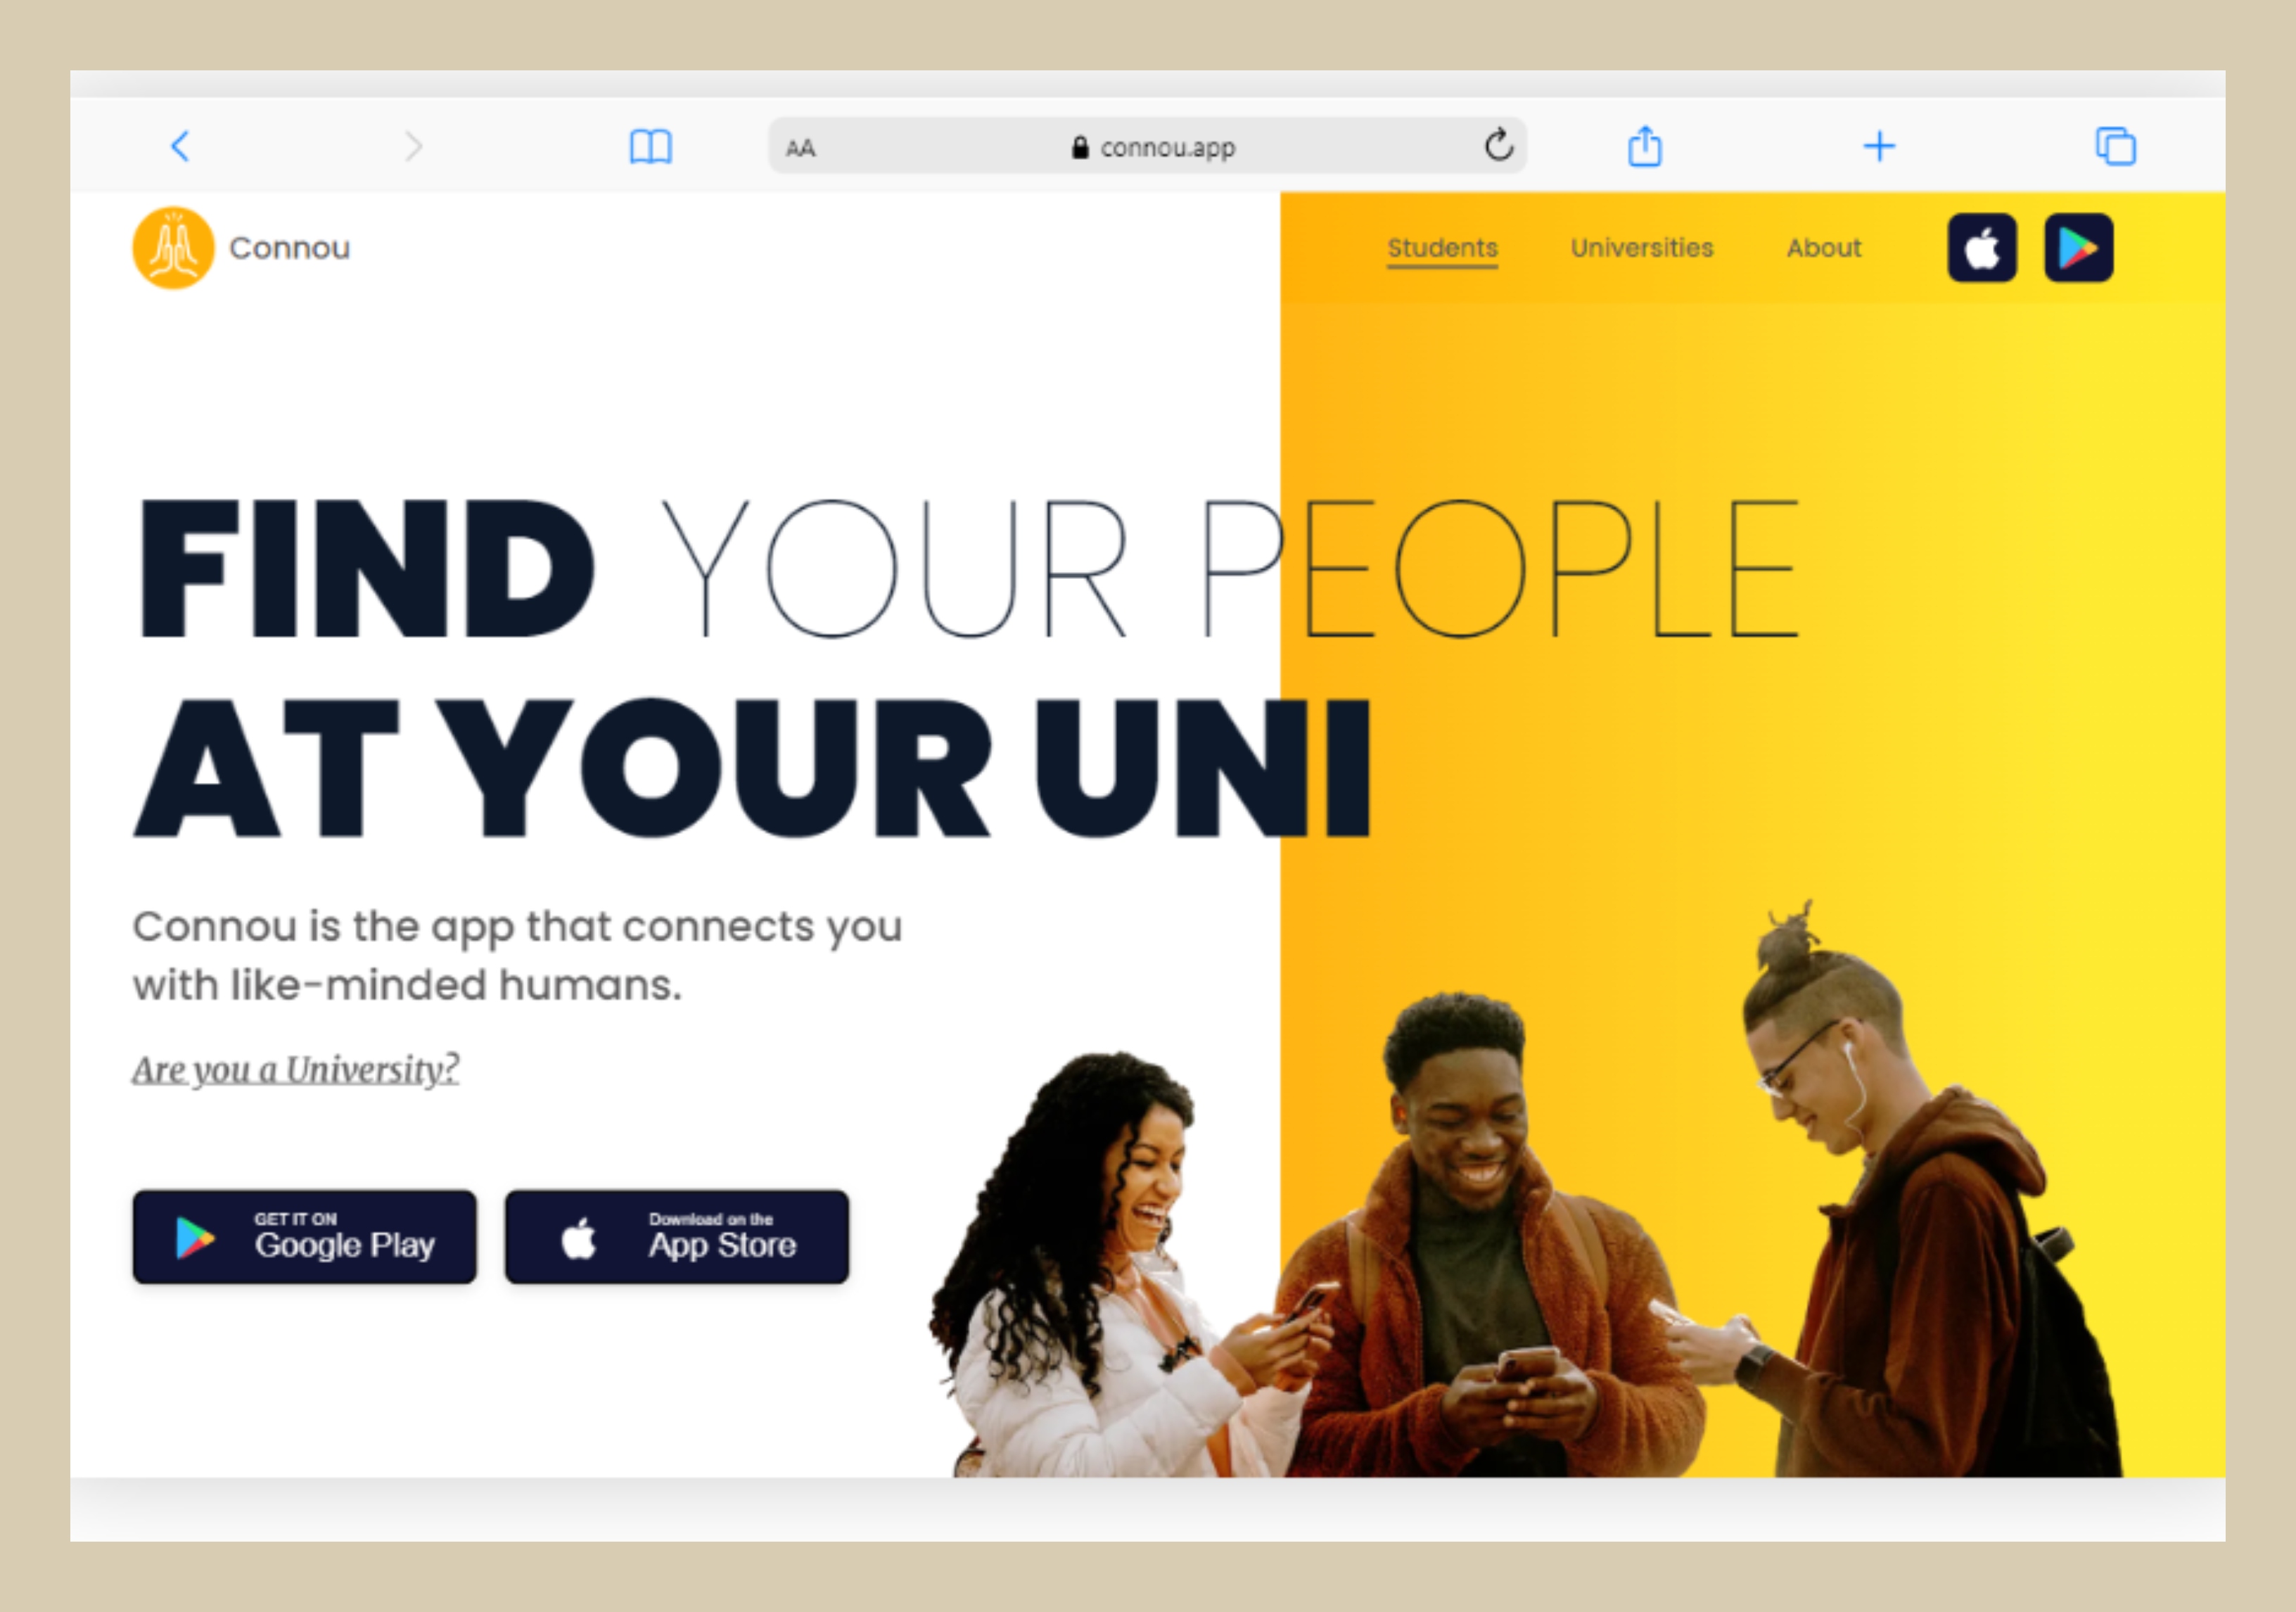 AA connou.app
Connou
Students Universities About
FIND YOUR PEOPLE
AT YOUR UNI
Connou is the app that connects you
with like-minded humans.
Are you a University?
GET IT ON
Google Play
Download on the
App Store